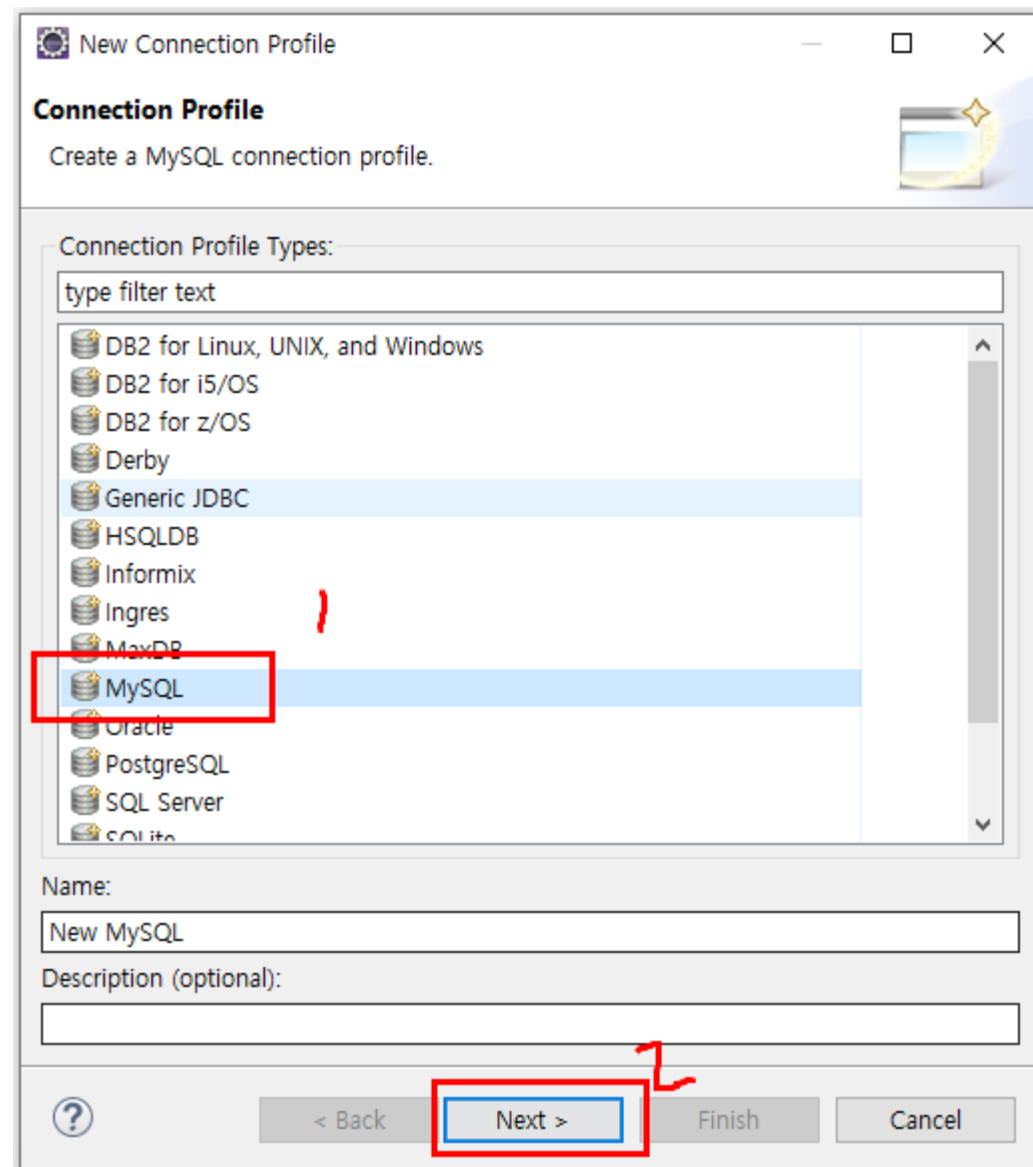 New Connection Profile
Connection Profile
Create a MySQL connection profile.
Connection Profile Types:
type filter text
DB2 for Linux, UNIX, and Windows
DB2 for i5/OS
DB2 for z/OS
Derby
Generic JDBC
HSQLDB
Informix
Ingres
1
MaxDB
MySQL
Oracle
PostgreSQL
SQL Server
SQLite
Name:
New MySQL
Description (optional):
2
?
< Back Next > Finish Cancel